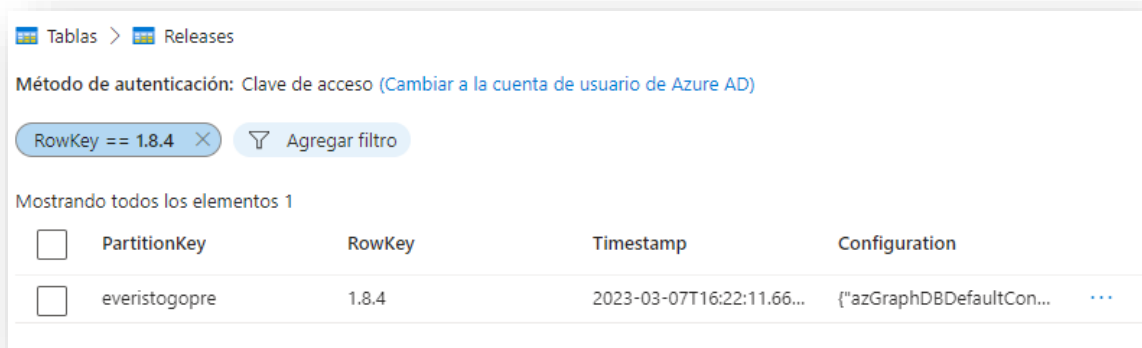 Tablas > Releases
Método de autenticación: Clave de acceso (Cambiar a la cuenta de usuario de Azure AD)
RowKey == 1.8.4 × Agregar filtro
Mostrando todos los elementos 1
PartitionKey RowKey Timestamp Configuration
everistogopre 1.8.4 2023-03-07T16:22:11.66... {"azGraphDBDefaultCon... ...